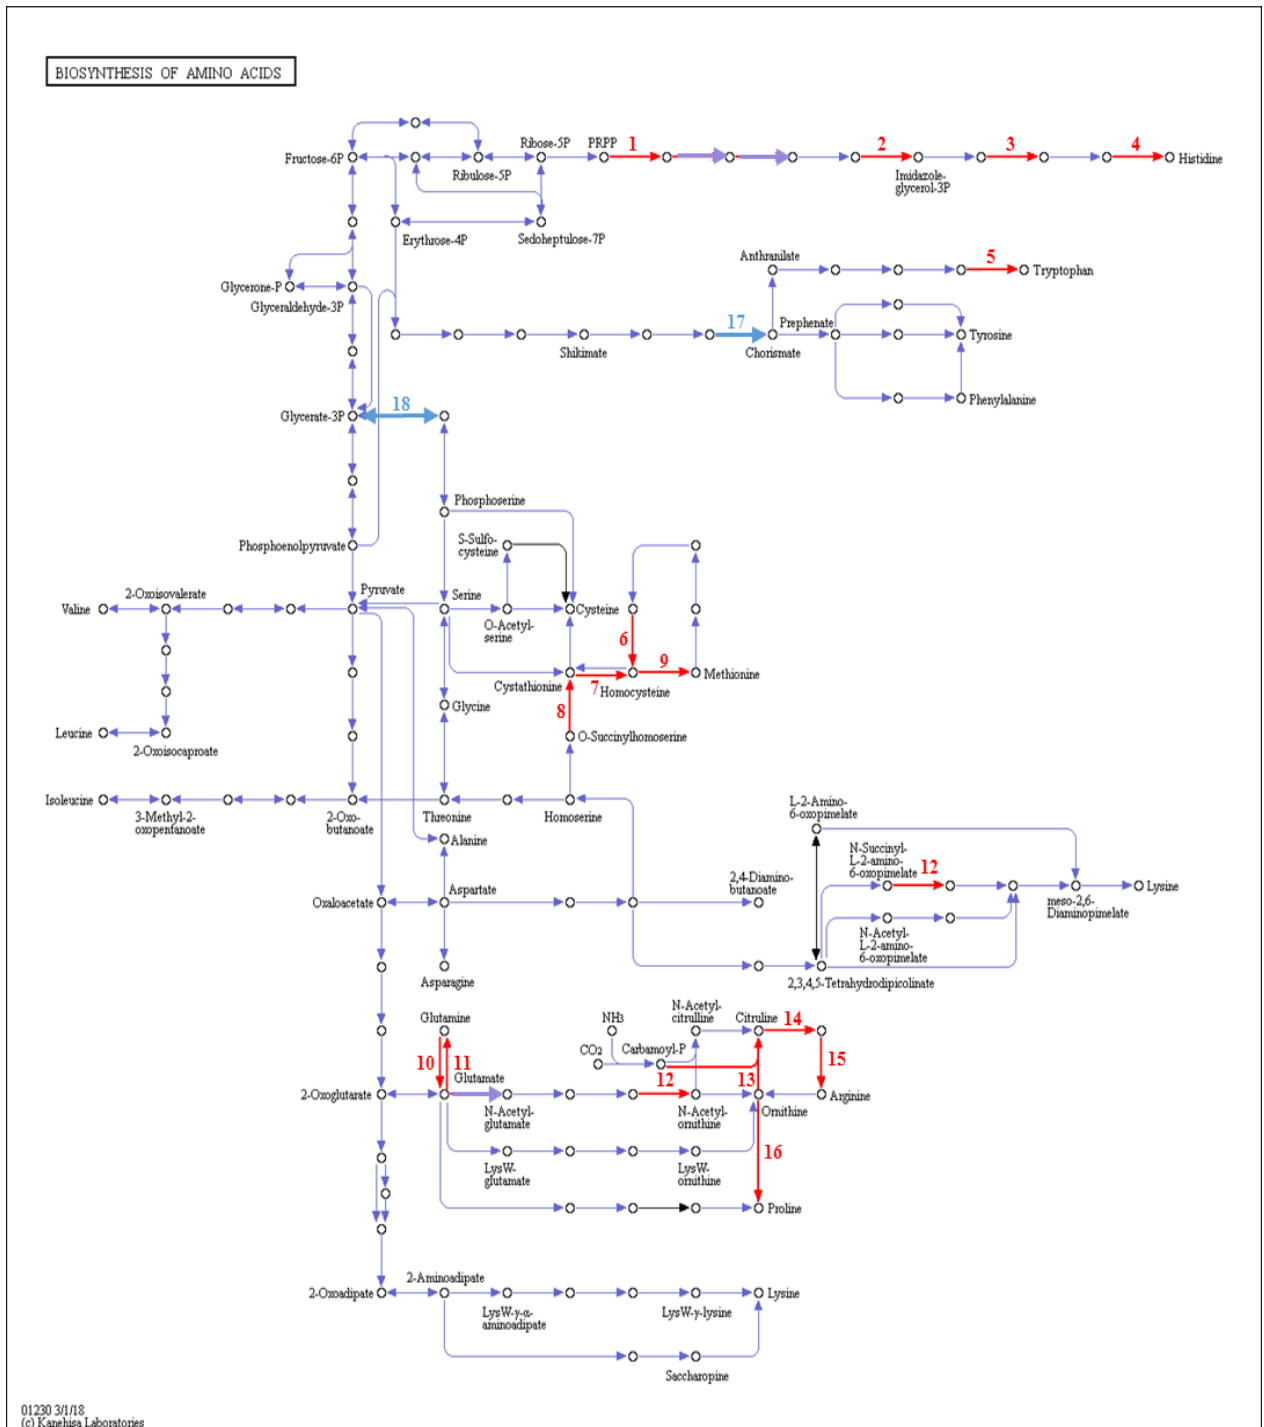 BIOSYNTHESIS OF AMINO ACIDS
Fructose-6P
Ribulose-5P
Ribose-5P
PRPP
1
2
3
4
Histidine
Imidazole-
glycerol-3P
Erythrose-4P
Sedoheptulose-7P
Glycerone-P
Glyceraldehyde-3P
Anthranilate
5
Tryptophan
Shikimate
17
Chorismate
Prephenate
Tyrosine
Phenylalanine
Glycerate-3P
18
Phosphoserine
Phosphoenolpyruvate
S-Sulfo-
cysteine
Valine
2-Oxoisovalerate
Pyruvate
Serine
O-Acetyl-
serine
Cysteine
6
9
7
Cystathionine
Homocysteine
Methionine
8
Glycine
O-Succinylhomoserine
Leucine
2-Oxoisocaproate
Isoleucine
3-Methyl-2-
oxopentanoate
2-Oxo-
butanoate
Threonine
Homoserine
Alanine
L-2-Amino-
6-oxopimelate
N-Succinyl-
L-2-amino-
6-oxopimelate
12
Lysine
meso-2,6-
Diaminopimelate
Oxaloacetate
Aspartate
2,4-Diamino-
butanoate
N-Acetyl-
L-2-amino-
6-oxopimelate
Asparagine
2,3,4,5-Tetrahydrodipicolinate
Glutamine
NH3
N-Acetyl-
citrulline
Citruline
14
CO2
Carbamoyl-P
10
11
15
2-Oxoglutarate
Glutamate
N-Acetyl-
glutamate
12
N-Acetyl-
ornithine
13
Ornithine
Arginine
LysW-
glutamate
LysW-
ornithine
16
Proline
2-Oxoadipate
2-Aminoadipate
LysW-γ-α-
aminoadipate
LysW-γ-lysine
Lysine
Saccharopine
01230 3/1/18
(c) Kanehisa Laboratories